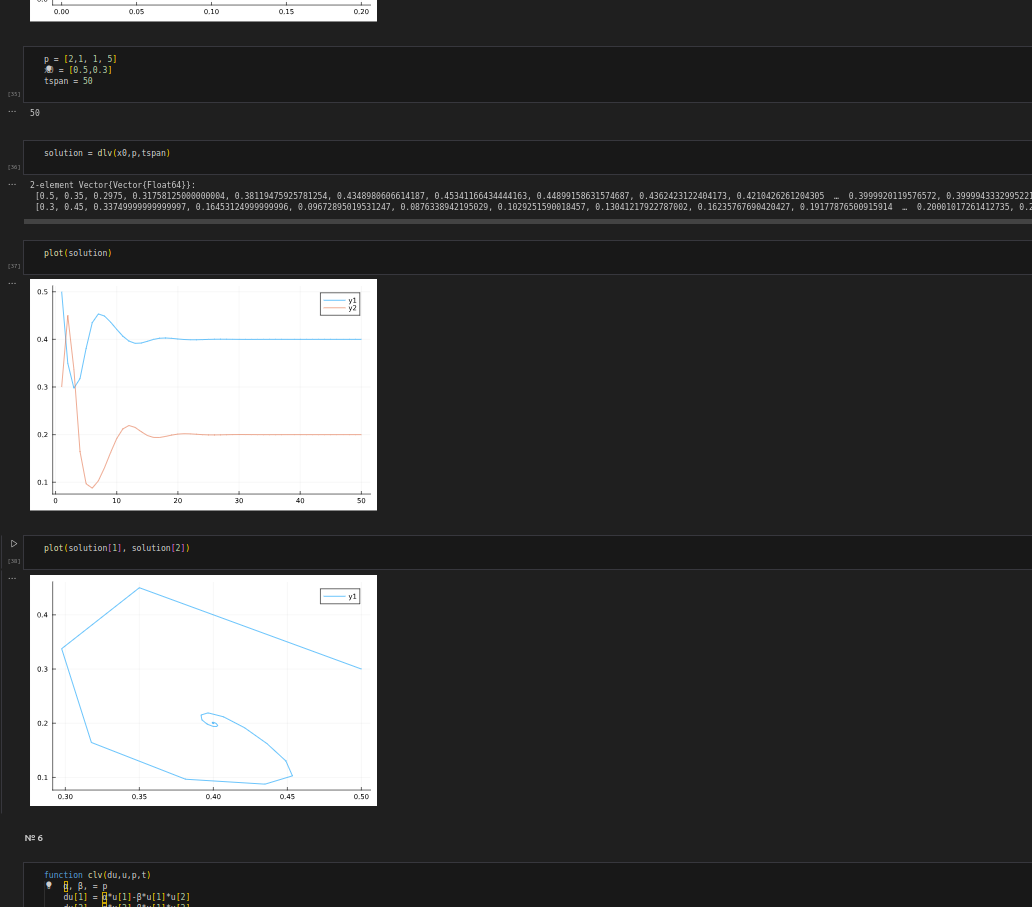 0.00 0.05 0.10 0.15 0.20
p = [2,1, 1, 5]
= [0.5,0.3]
tspan = 50
[35]
... 50
solution = dlv(x0,p,tspan)
[36]
... 2-element Vector{Vector{Float64}}:
[0.5, 0.35, 0.2975, 0.31758125000000004, 0.38119475925781254, 0.4348980606614187, 0.45341166434444163, 0.44899158631574687, 0.4362423122404173, 0.4210426261204305 … 0.3999920119576572, 0.3999943332995221
[0.3, 0.45, 0.33749999999999997, 0.16453124999999996, 0.09672895019531247, 0.0876338942195029, 0.1029251590018457, 0.13041217922787002, 0.16235767690420427, 0.19177876500915914 … 0.20001017261412735, 0.2
plot(solution)
[37]
...
0.5
0.4
0.3
0.2
0.1
0 10 20 30 40 50
y1
y2
plot(solution[1], solution[2])
[38]
...
0.4
0.3
0.2
0.1
0.30 0.35 0.40 0.45 0.50
y1
№ 6
function clv(du,u,p,t)
, β, = p
du[1] = *u[1]-β*u[1]*u[2]